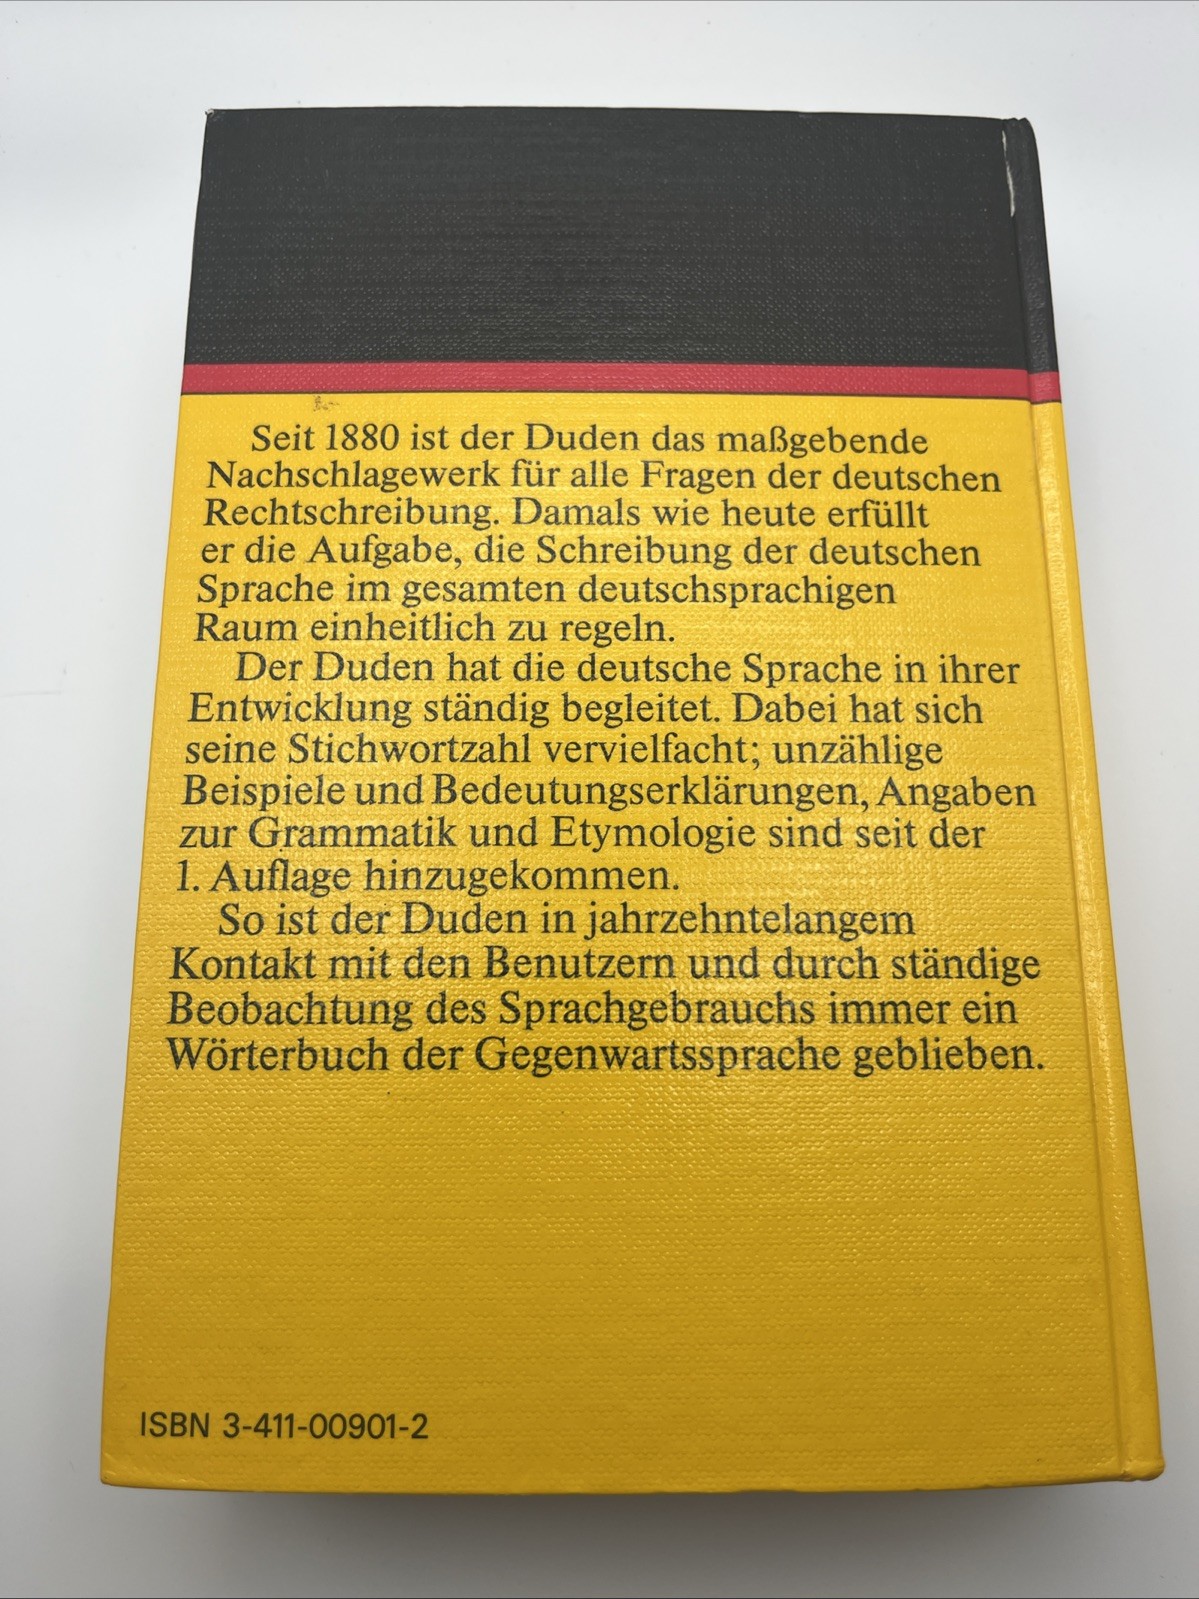 Seit 1880 ist der Duden das maßgebende
Nachschlagewerk für alle Fragen der deutschen
Rechtschreibung. Damals wie heute erfüllt
er die Aufgabe, die Schreibung der deutschen
Sprache im gesamten deutschsprachigen
Raum einheitlich zu regeln.
Der Duden hat die deutsche Sprache in ihrer
Entwicklung ständig begleitet. Dabei hat sich
seine Stichwortzahl vervielfacht; unzählige
Beispiele und Bedeutungserklärungen, Angaben
zur Grammatik und Etymologie sind seit der
1. Auflage hinzugekommen.
So ist der Duden in jahrzehntelangem
Kontakt mit den Benutzern und durch ständige
Beobachtung des Sprachgebrauchs immer ein
Wörterbuch der Gegenwartssprache geblieben.
ISBN 3-411-00901-2